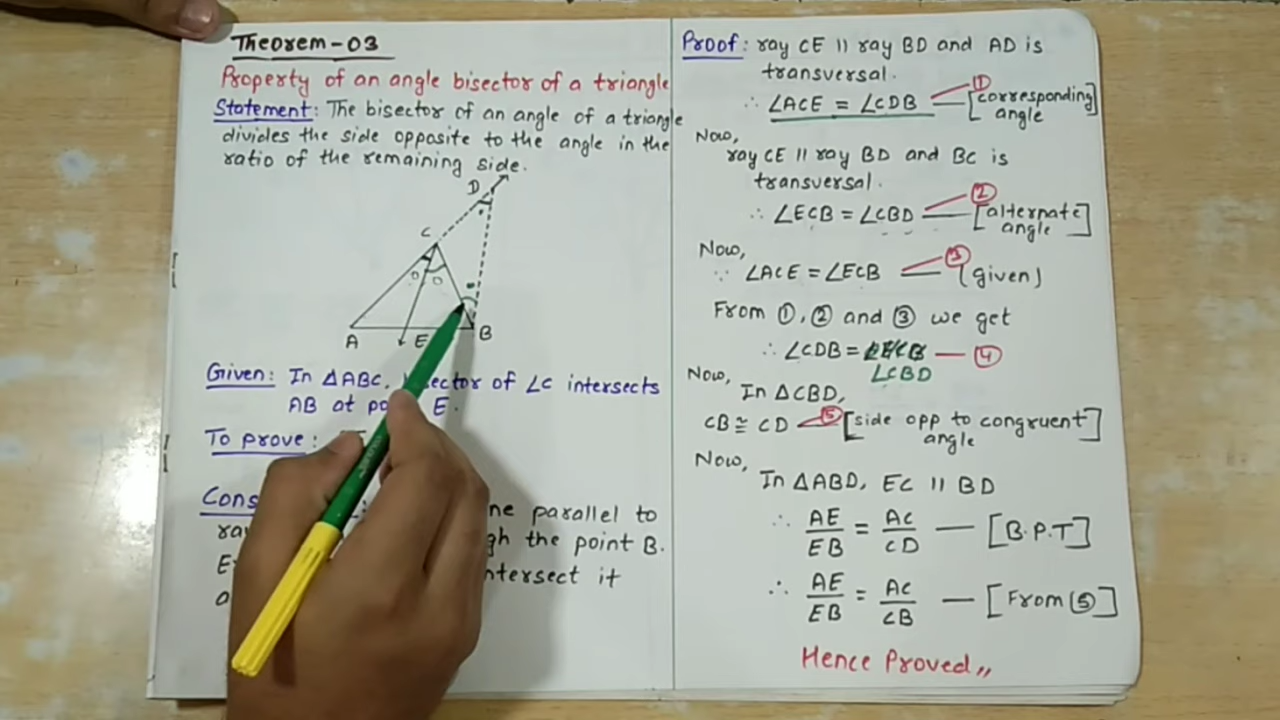 Theorem-03
Property of an angle bisector of a triangle
Statement: The bisector of an angle of a triangle
divides the side opposite to the angle in the
ratio of the remaining side.
D
C
A
E
B
Given: In ΔABC, of ∠C intersects
AB at E.
To prove:
parallel to
the point B.
it
Proof: ray CE || ray BD and AD is
transversal.
∴ ∠ACE = ∠CDB — ① [corresponding
angle]
Now,
ray CE || ray BD and BC is
transversal.
∴ ∠ECB = ∠CBD — ② [alternate
angle]
Now,
∵ ∠ACE = ∠ECB — ③ (given)
From ①, ② and ③ we get
∴ ∠CDB = — ④
∠CBD
Now,
In ΔCBD,
CB ≅ CD — ⑤ [side opp to congruent
angle]
Now,
In ΔABD, EC || BD
∴ AE/EB = AC/CD — [B.P.T]
∴ AE/EB = AC/CB — [From ⑤]
Hence Proved,,